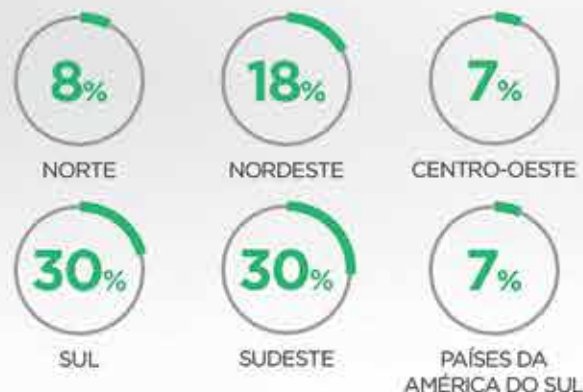 8% 18% 7%
NORTE NORDESTE CENTRO-OESTE
30% 30% 7%
SUL SUDESTE PAÍSES DA
AMÉRICA DO SUL